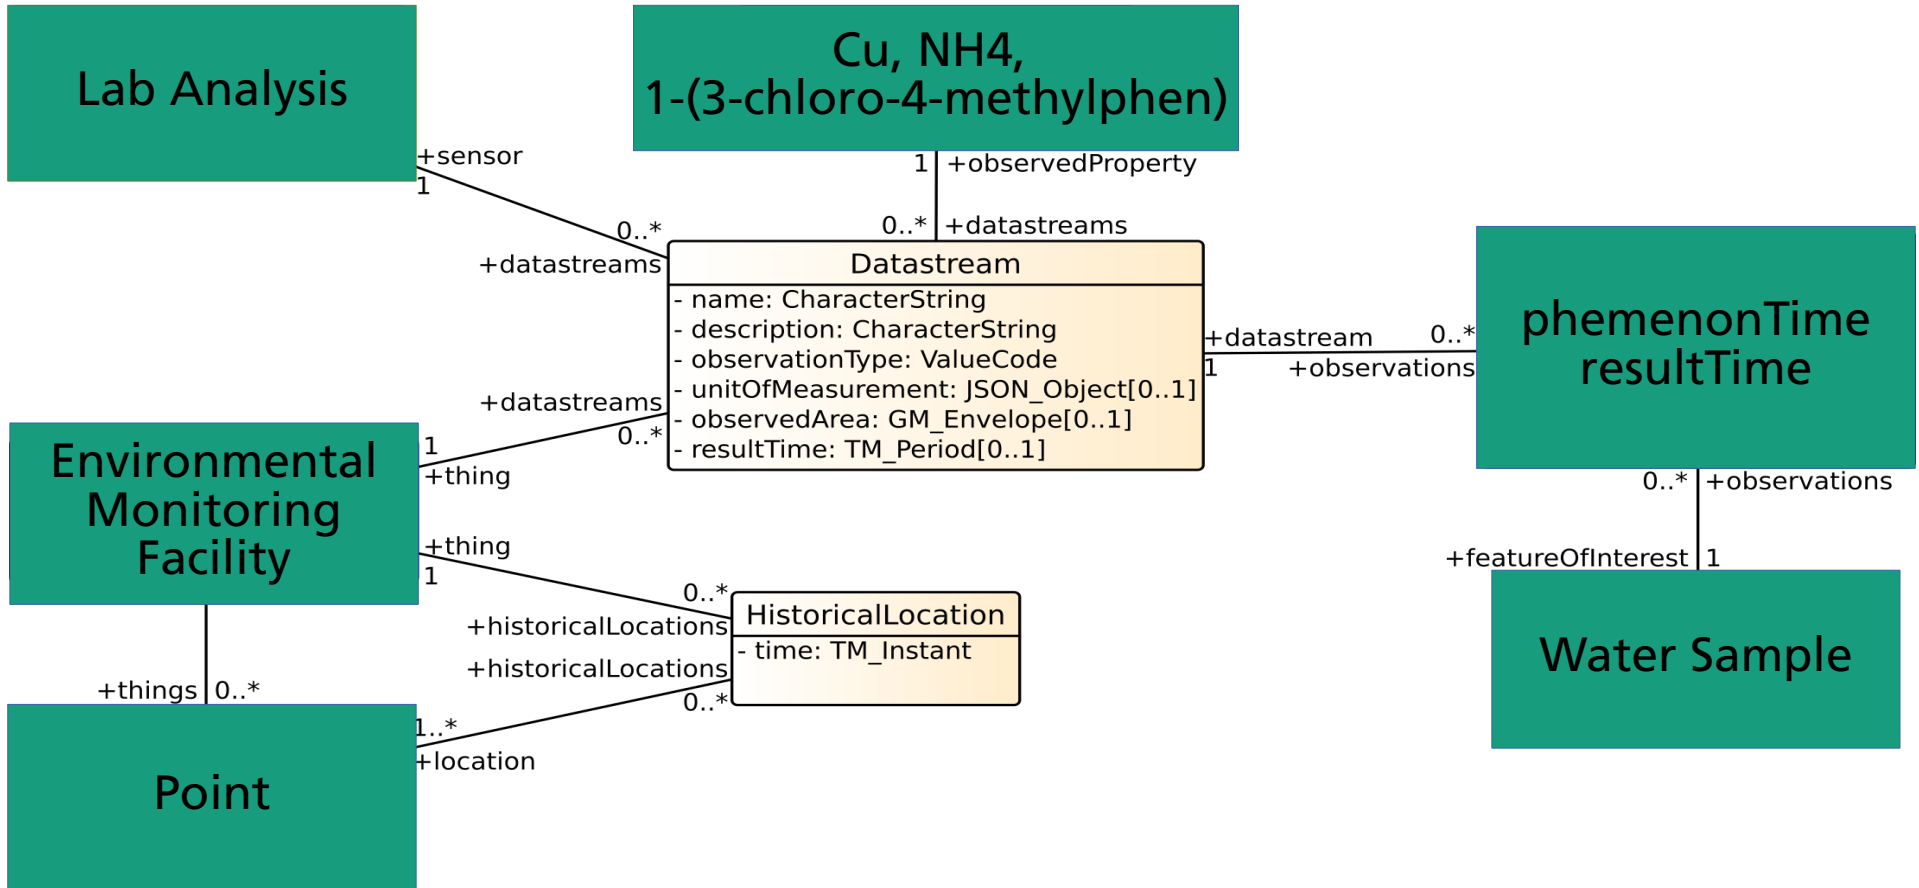 Lab Analysis
Cu, NH4,
1-(3-chloro-4-methylphen)
+sensor
1
1 +observedProperty
0..*
+datastreams
0..* +datastreams
Datastream
- name: CharacterString
- description: CharacterString
- observationType: ValueCode
- unitOfMeasurement: JSON_Object[0..1]
- observedArea: GM_Envelope[0..1]
- resultTime: TM_Period[0..1]
+datastream 0..*
1 +observations
phemenonTime
resultTime
+datastreams
0..*
1
+thing
Environmental
Monitoring
Facility
+thing
1
0..*
+historicalLocations
+historicalLocations
0..*
HistoricalLocation
- time: TM_Instant
0..* +observations
+featureOfInterest 1
Water Sample
+things 0..*
1..*
+location
Point